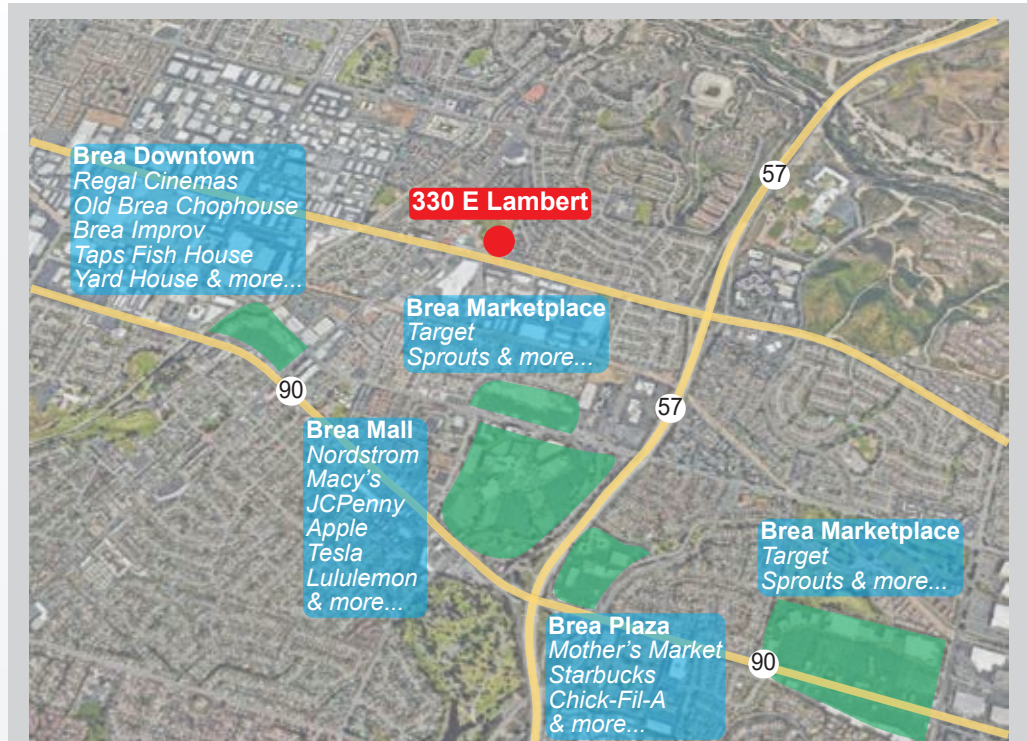 57
Brea Downtown
Regal Cinemas
Old Brea Chophouse
Brea Improv
Taps Fish House
Yard House & more...
330 E Lambert
Brea Marketplace
Target
Sprouts & more...
90
57
Brea Mall
Nordstrom
Macy's
JCPenny
Apple
Tesla
Lululemon
& more...
Brea Marketplace
Target
Sprouts & more...
Brea Plaza
Mother's Market
Starbucks
Chick-Fil-A
& more...
90